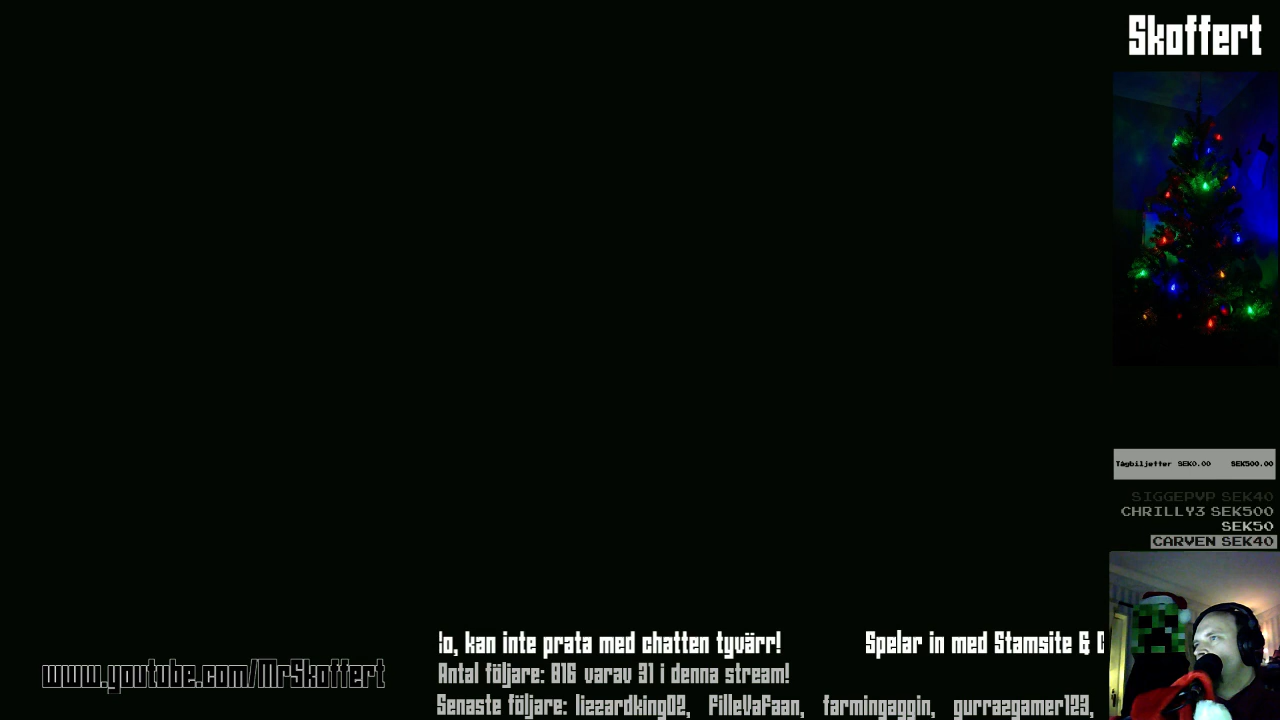 Skoffert
Tågbiljetter SEK0.00 SEK500.00
SIGGEPVP SEK40
CHRILLY3 SEK500
SEK50
CARVEN SEK40
kan inte prata med chatten tyvärr! Spelar in med Stamsite &
Antal följare: 816 varav 31 i denna stream!
www.youtube.com/MrSkoffert
Senaste följare: lizzardking02, FilleVaFaan, farmingaggin, gurrazgamer123,